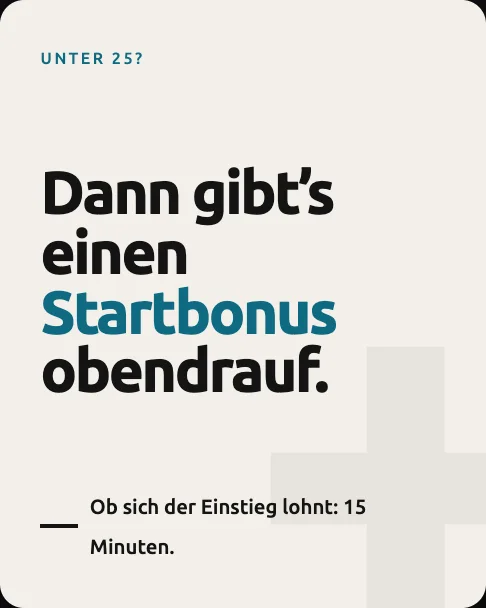 UNTER 25?
Dann gibt’s
einen
Startbonus
obendrauf.
Ob sich der Einstieg lohnt: 15
Minuten.